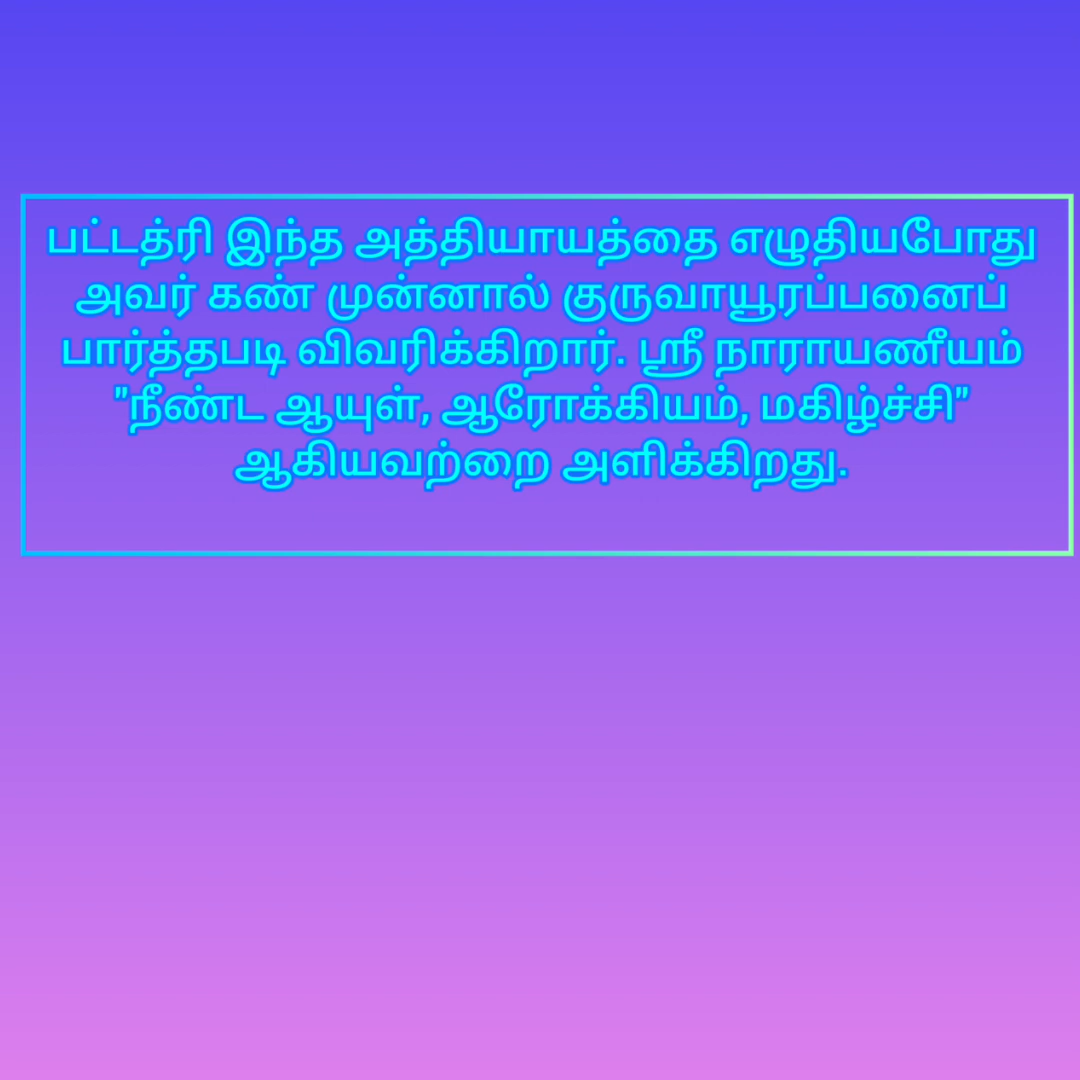 பட்டத்ரி இந்த அத்தியாயத்தை எழுதியபோது
அவர் கண் முன்னால் குருவாயூரப்பனைப்
பார்த்தபடி விவரிக்கிறார். ஸ்ரீ நாராயணீயம்
"நீண்ட ஆயுள், ஆரோக்கியம், மகிழ்ச்சி"
ஆகியவற்றை அளிக்கிறது.